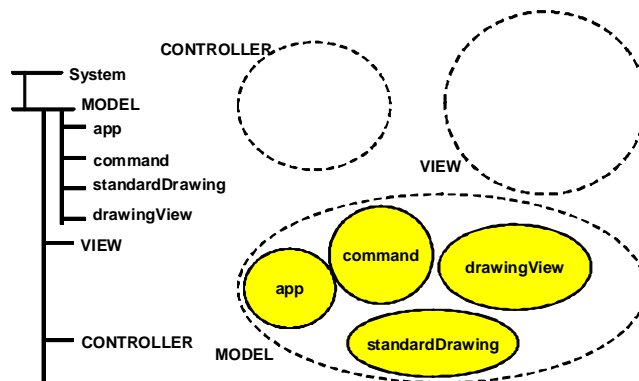 System
MODEL
app
command
standardDrawing
drawingView
VIEW
CONTROLLER
CONTROLLER
VIEW
command
drawingView
app
standardDrawing
MODEL